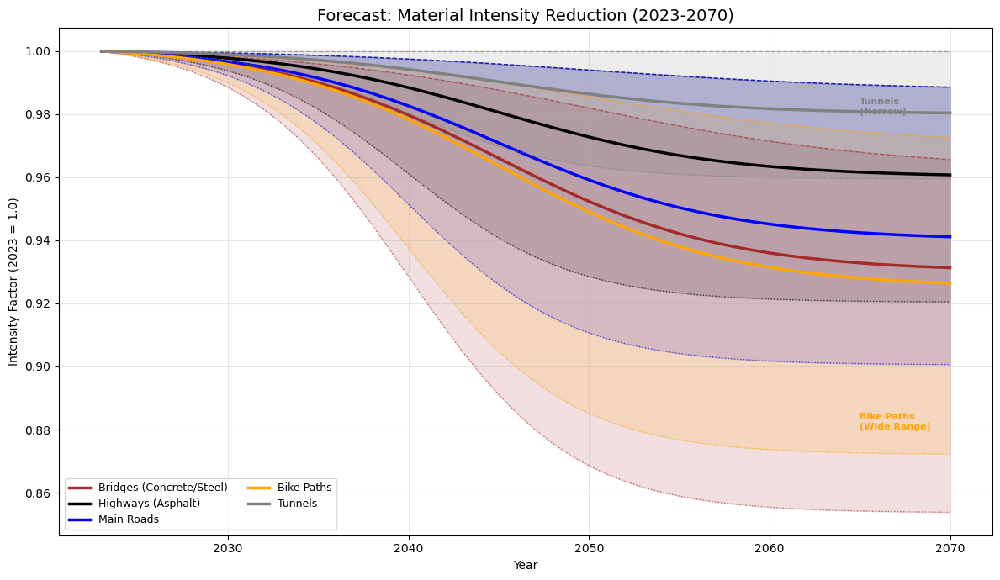 Forecast: Material Intensity Reduction (2023-2070)
Intensity Factor (2023 = 1.0)
1.00
0.98
0.96
0.94
0.92
0.90
0.88
0.86
Tunnels
(Narrow)
Bike Paths
(Wide Range)
Bridges (Concrete/Steel)
Highways (Asphalt)
Main Roads
Bike Paths
Tunnels
2030
2040
2050
2060
2070
Year